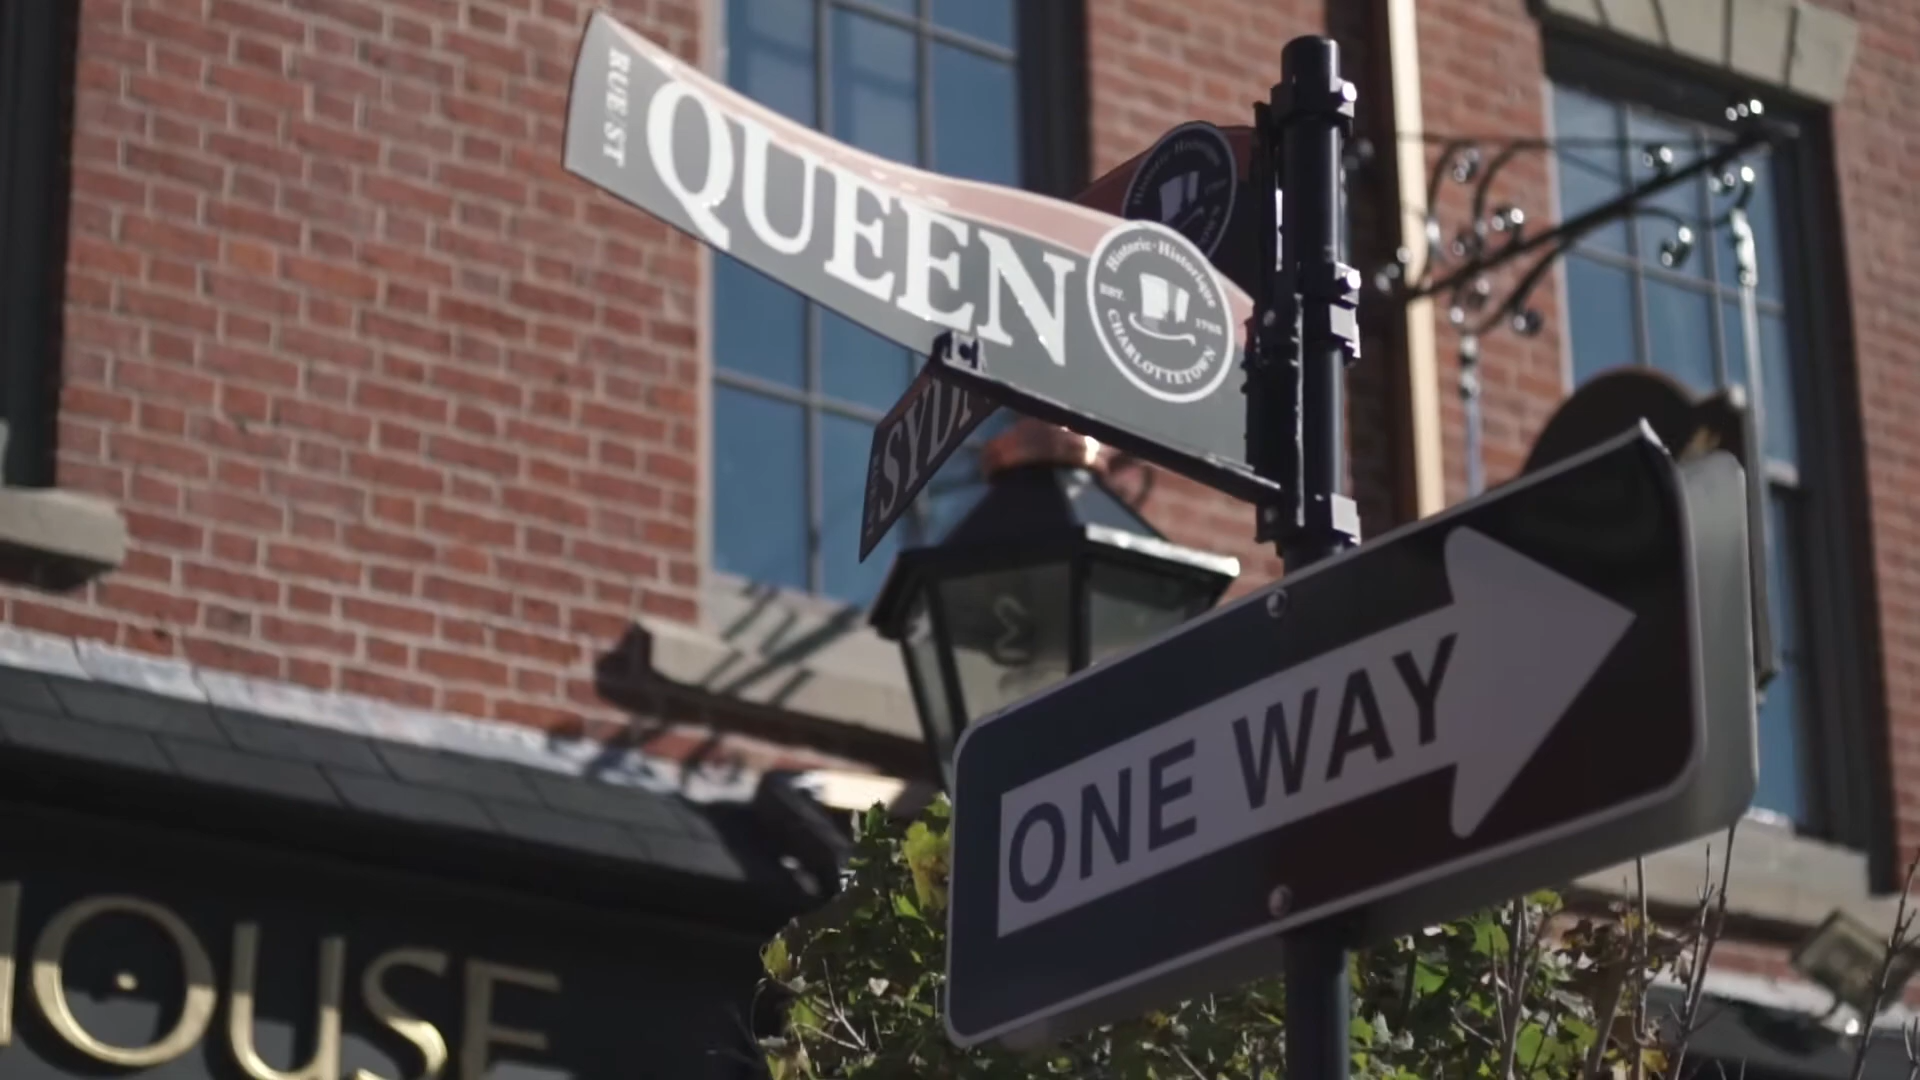 RUE ST
QUEEN
Historic · Historique
EST. 1768
CHARLOTTETOWN
ONE WAY
OUSE